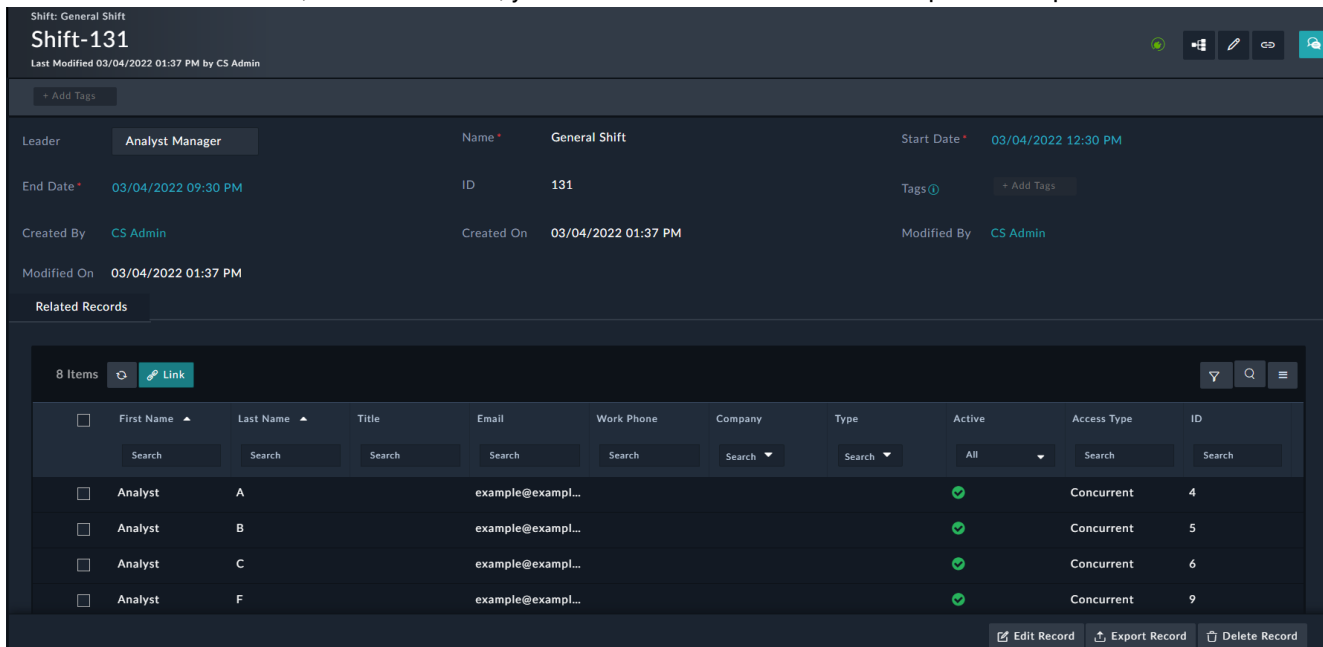 Shift: General Shift
Shift-131
Last Modified 03/04/2022 01:37 PM by CS Admin
+ Add Tags
Leader Analyst Manager Name * General Shift Start Date * 03/04/2022 12:30 PM
End Date * 03/04/2022 09:30 PM ID 131 Tags + Add Tags
Created By CS Admin Created On 03/04/2022 01:37 PM Modified By CS Admin
Modified On 03/04/2022 01:37 PM
Related Records
8 Items Link
First Name Last Name Title Email Work Phone Company Type Active Access Type ID
Search Search Search Search Search Search Search All Search Search
Analyst A example@exampl... Concurrent 4
Analyst B example@exampl... Concurrent 5
Analyst C example@exampl... Concurrent 6
Analyst F example@exampl... Concurrent 9
Edit Record Export Record Delete Record